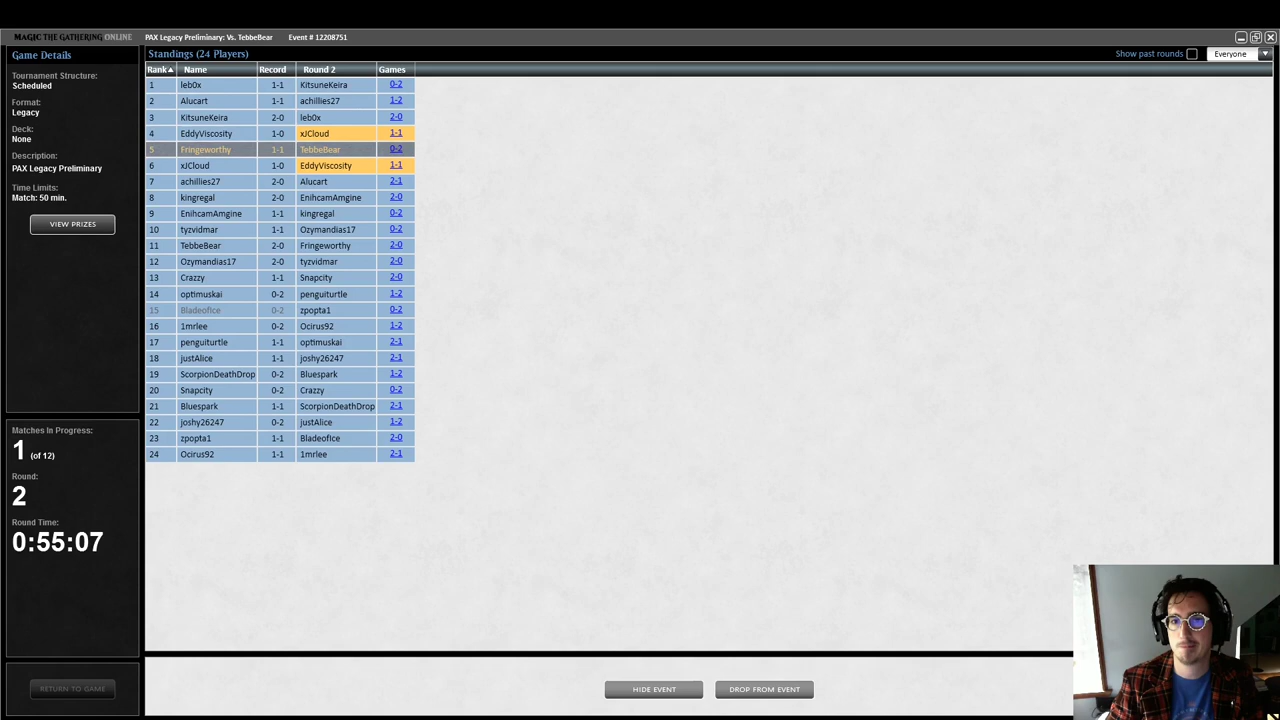 MAGIC THE GATHERING ONLINE PAX Legacy Preliminary: Vs. TebbeBear Event # 12208751
Game Details
Tournament Structure:
Scheduled
Format:
Legacy
Deck:
None
Description:
PAX Legacy Preliminary
Time Limits:
Match: 50 min.
VIEW PRIZES
Matches In Progress:
1 (of 12)
Round:
2
Round Time:
0:55:07
RETURN TO GAME
Standings (24 Players) Show past rounds Everyone
Rank Name Record Round 2 Games
1 leb0x 1-1 KitsuneKeira 0-2
2 Alucart 1-1 achillies27 1-2
3 KitsuneKeira 2-0 leb0x 2-0
4 EddyViscosity 1-0 xJCloud 1-1
5 Fringeworthy 1-1 TebbeBear 0-2
6 xJCloud 1-0 EddyViscosity 1-1
7 achillies27 2-0 Alucart 2-1
8 kingregal 2-0 EnihcamAmgine 2-0
9 EnihcamAmgine 1-1 kingregal 0-2
10 tyzvidmar 1-1 Ozymandias17 0-2
11 TebbeBear 2-0 Fringeworthy 2-0
12 Ozymandias17 2-0 tyzvidmar 2-0
13 Crazzy 1-1 Snapcity 2-0
14 optimuskai 0-2 penguiturtle 1-2
15 BladeofIce 0-2 zpopta1 0-2
16 1mrlee 0-2 Ocirus92 1-2
17 penguiturtle 1-1 optimuskai 2-1
18 justAlice 1-1 joshy26247 2-1
19 ScorpionDeathDrop 0-2 Bluespark 1-2
20 Snapcity 0-2 Crazzy 0-2
21 Bluespark 1-1 ScorpionDeathDrop 2-1
22 joshy26247 0-2 justAlice 1-2
23 zpopta1 1-1 BladeofIce 2-0
24 Ocirus92 1-1 1mrlee 2-1
HIDE EVENT DROP FROM EVENT